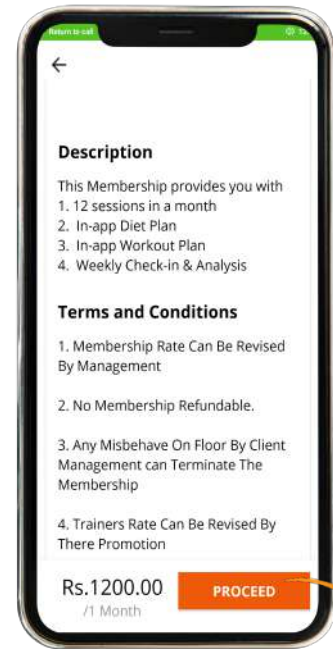 Return to call
Description
This Membership provides you with
1. 12 sessions in a month
2. In-app Diet Plan
3. In-app Workout Plan
4. Weekly Check-in & Analysis
Terms and Conditions
1. Membership Rate Can Be Revised
By Management
2. No Membership Refundable.
3. Any Misbehave On Floor By Client
Management can Terminate The
Membership
4. Trainers Rate Can Be Revised By
There Promotion
Rs.1200.00
/1 Month
PROCEED